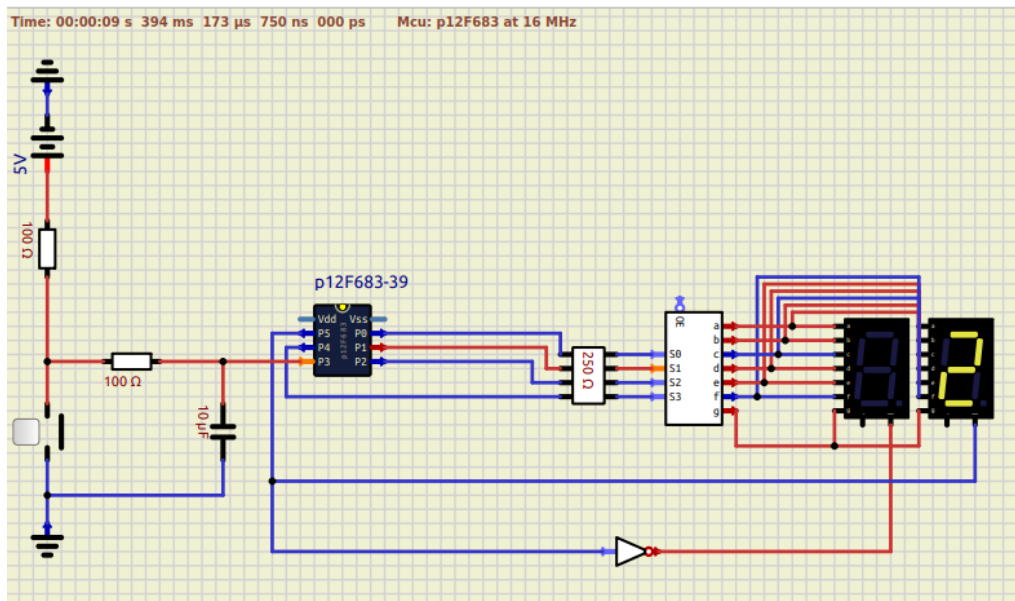 Time: 00:00:09 s 394 ms 173 µs 750 ns 000 ps Mcu: p12F683 at 16 MHz
5V
100 Ω
100 Ω
10 µF
p12F683-39
Vdd Vss
P5 P0
P4 P1
P3 P2
p12F683
250 Ω
OE
S0
S1
S2
S3
a
b
c
d
e
f
g
a
b
c
d
e
f
g
2